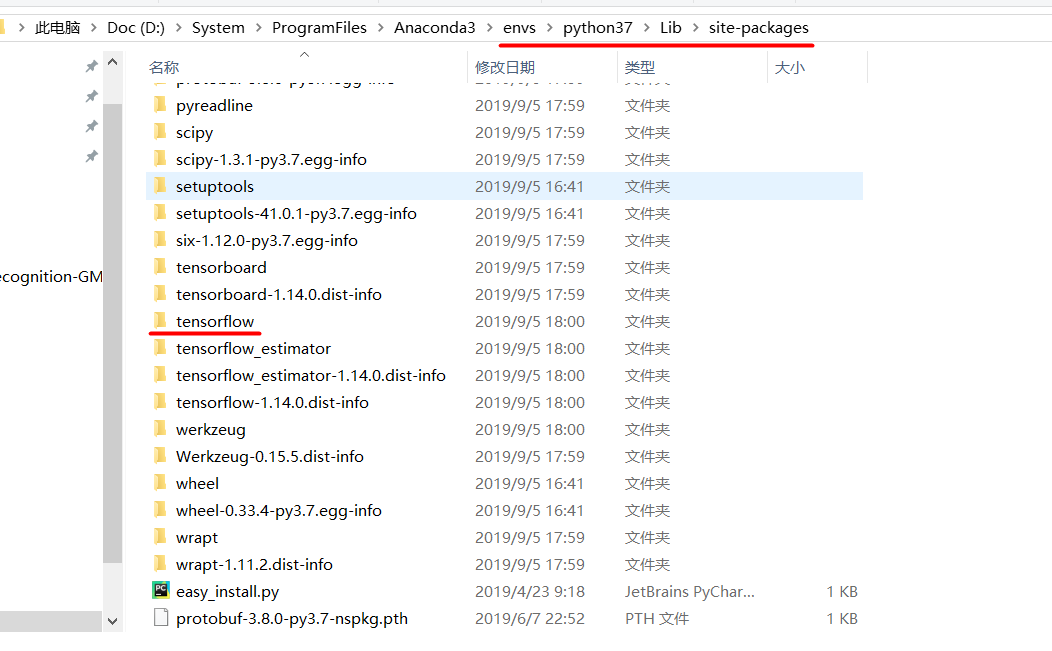 此电脑 > Doc (D:) > System > ProgramFiles > Anaconda3 > envs > python37 > Lib > site-packages
名称 修改日期 类型 大小
pyreadline 2019/9/5 17:59 文件夹
scipy 2019/9/5 17:59 文件夹
scipy-1.3.1-py3.7.egg-info 2019/9/5 17:59 文件夹
setuptools 2019/9/5 16:41 文件夹
setuptools-41.0.1-py3.7.egg-info 2019/9/5 16:41 文件夹
six-1.12.0-py3.7.egg-info 2019/9/5 17:59 文件夹
ecognition-GM
tensorboard 2019/9/5 17:59 文件夹
tensorboard-1.14.0.dist-info 2019/9/5 17:59 文件夹
tensorflow 2019/9/5 18:00 文件夹
tensorflow_estimator 2019/9/5 18:00 文件夹
tensorflow_estimator-1.14.0.dist-info 2019/9/5 18:00 文件夹
tensorflow-1.14.0.dist-info 2019/9/5 18:00 文件夹
werkzeug 2019/9/5 18:00 文件夹
Werkzeug-0.15.5.dist-info 2019/9/5 17:59 文件夹
wheel 2019/9/5 16:41 文件夹
wheel-0.33.4-py3.7.egg-info 2019/9/5 16:41 文件夹
wrapt 2019/9/5 17:59 文件夹
wrapt-1.11.2.dist-info 2019/9/5 17:59 文件夹
easy_install.py 2019/4/23 9:18 JetBrains PyChar... 1 KB
protobuf-3.8.0-py3.7-nspkg.pth 2019/6/7 22:52 PTH 文件 1 KB